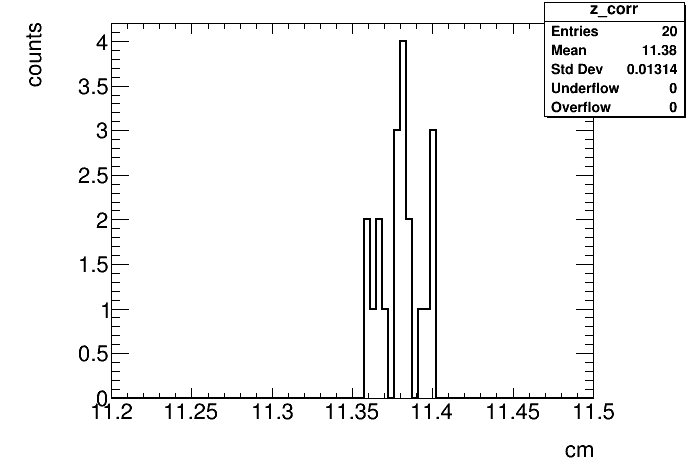 z_corr
Entries 20
Mean 11.38
Std Dev 0.01314
Underflow 0
Overflow 0
counts
4
3.5
3
2.5
2
1.5
1
0.5
0
11.2 11.25 11.3 11.35 11.4 11.45 11.5
cm